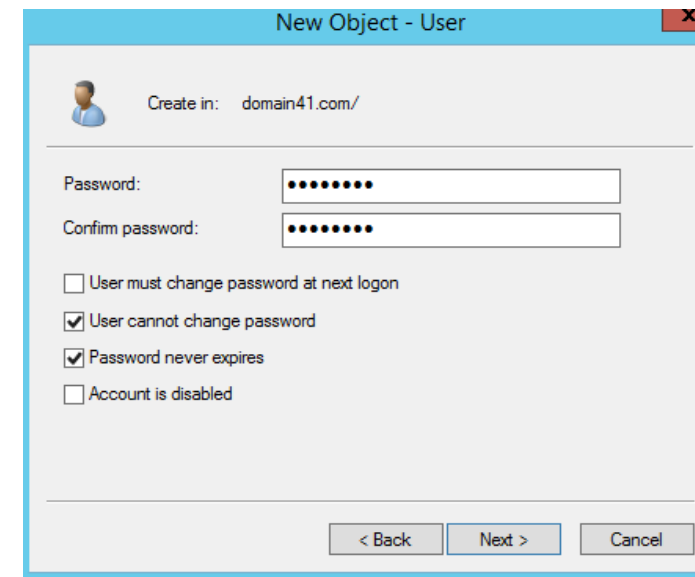 New Object - User
x
Create in: domain41.com/
Password: ••••••••
Confirm password: ••••••••
User must change password at next logon
User cannot change password
Password never expires
Account is disabled
< Back Next > Cancel